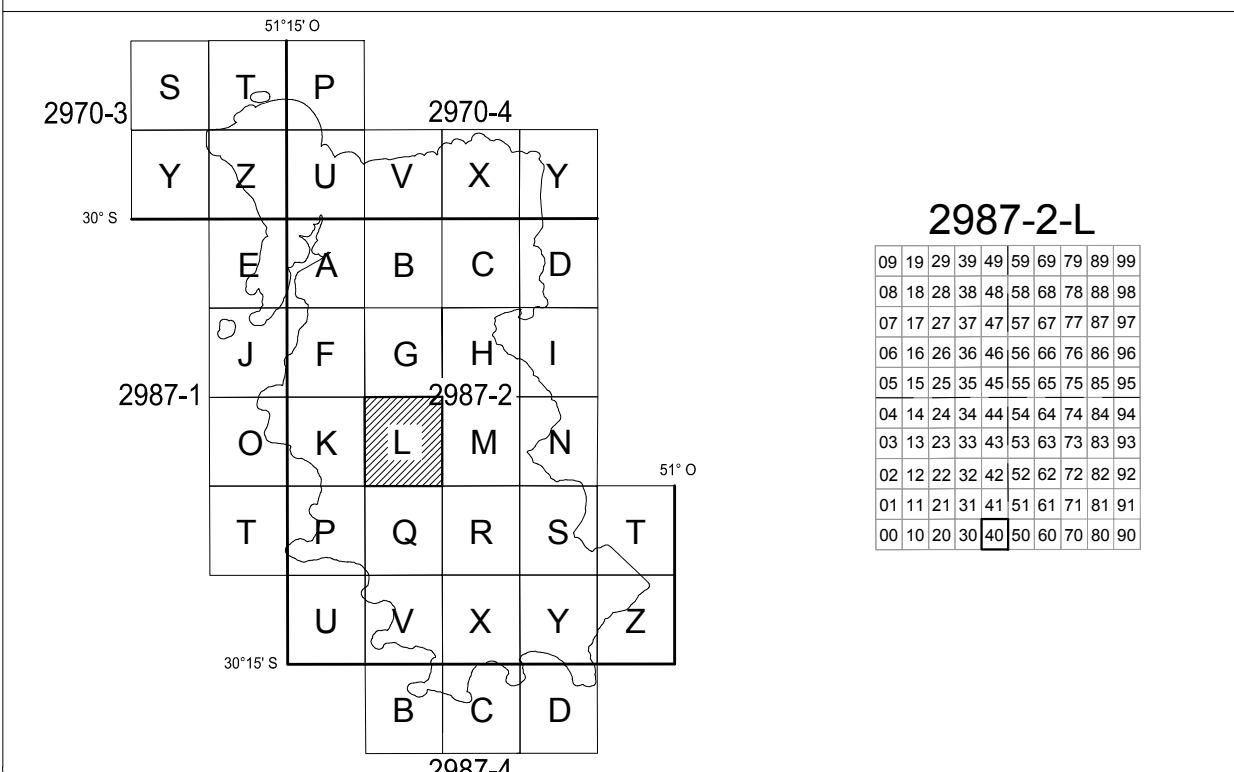 51°15' O
S T P
2970-3 2970-4
Y Z U V X Y
30° S
E A B C D
J F G H I
2987-1 2987-2
O K L M N
51° O
T P Q R S T
U V X Y Z
30°15' S
B C D
2987-4
2987-2-L
09 19 29 39 49 59 69 79 89 99
08 18 28 38 48 58 68 78 88 98
07 17 27 37 47 57 67 77 87 97
06 16 26 36 46 56 66 76 86 96
05 15 25 35 45 55 65 75 85 95
04 14 24 34 44 54 64 74 84 94
03 13 23 33 43 53 63 73 83 93
02 12 22 32 42 52 62 72 82 92
01 11 21 31 41 51 61 71 81 91
00 10 20 30 40 50 60 70 80 90